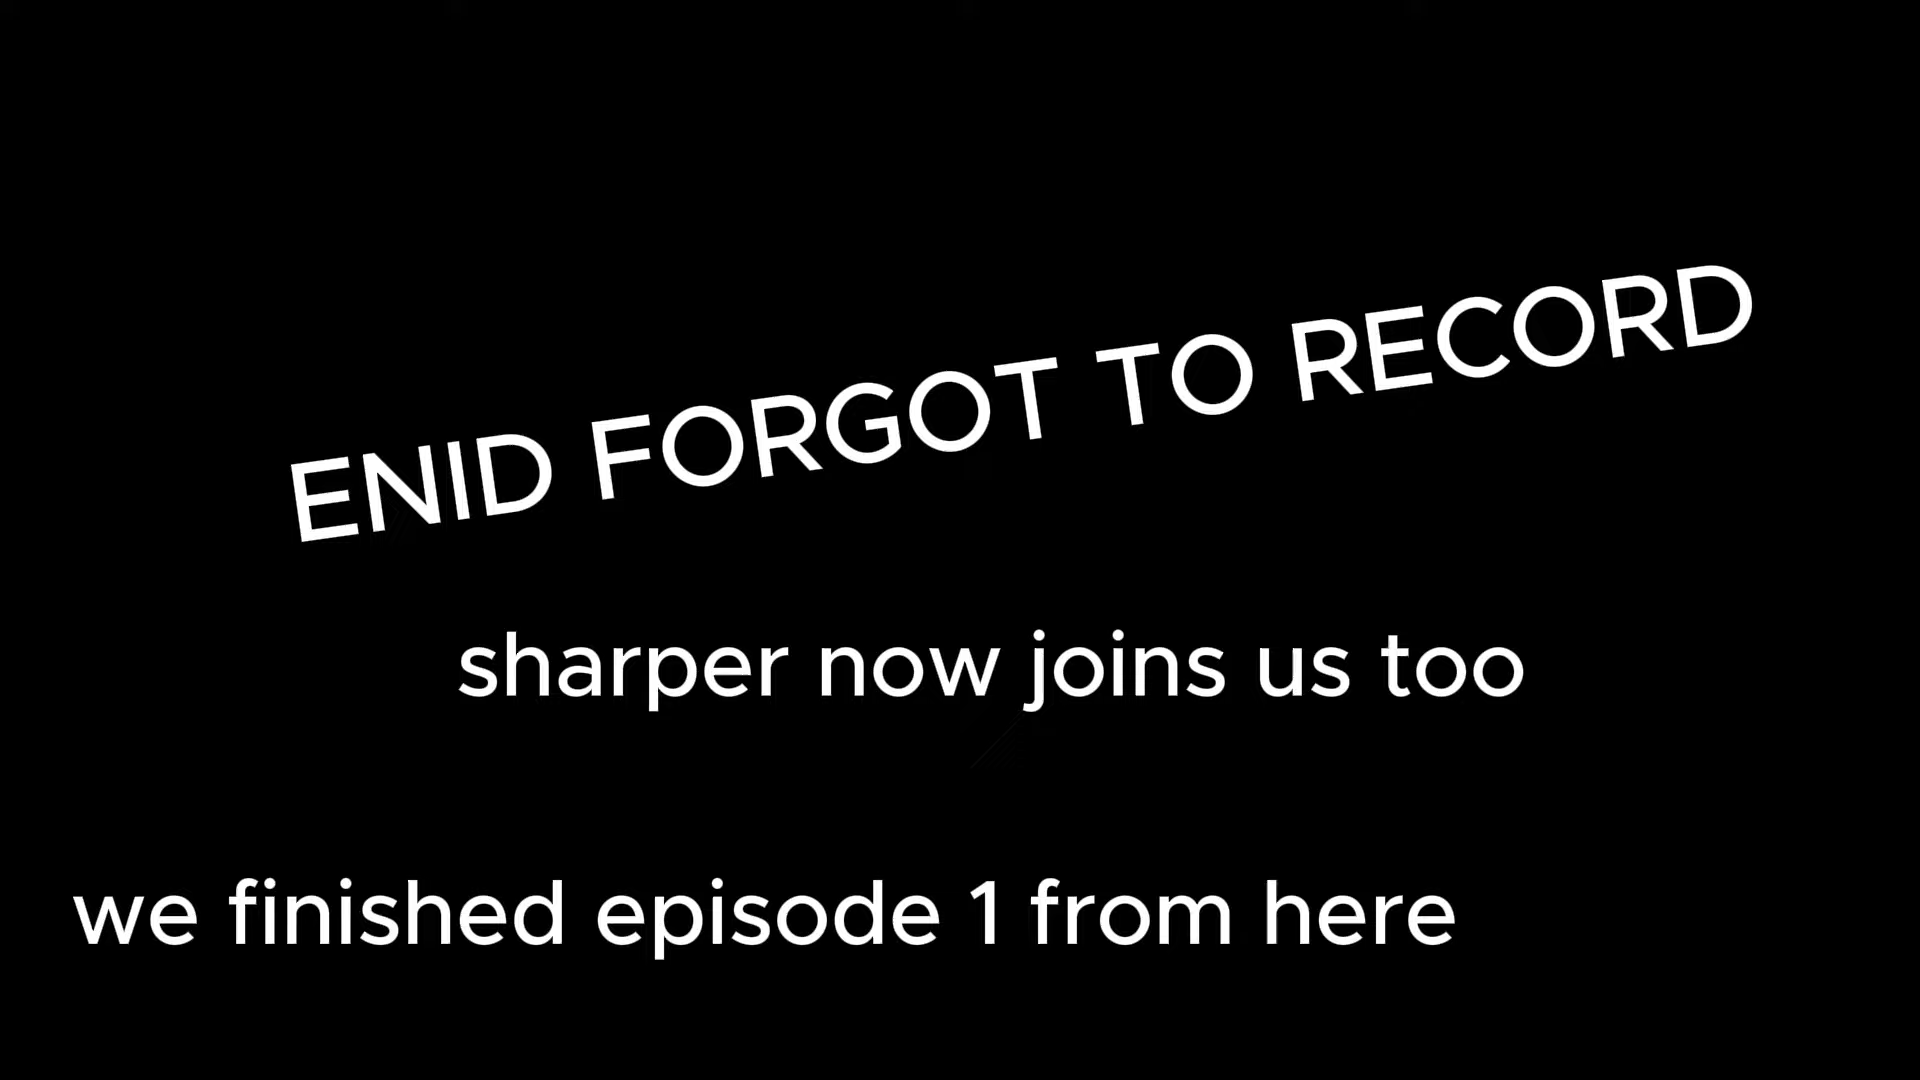 ENID FORGOT TO RECORD
sharper now joins us too
we finished episode 1 from here